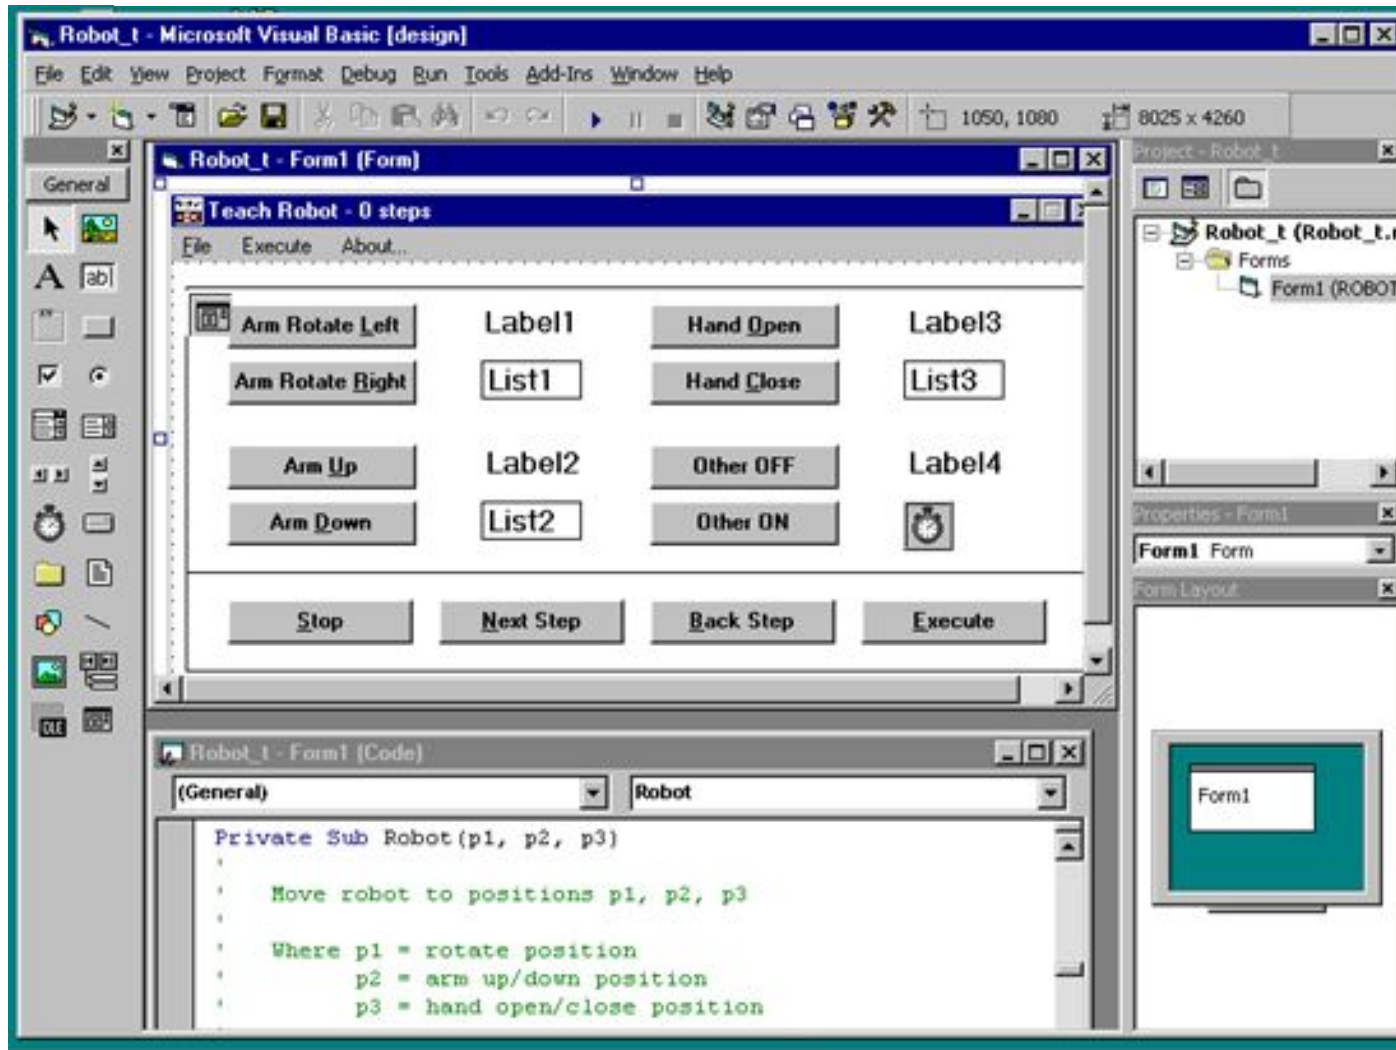 Robot_t - Microsoft Visual Basic [design]
File Edit View Project Format Debug Run Tools Add-Ins Window Help
1050, 1080 8025 x 4260
General
A ab
OLE
Robot_t - Form1 (Form)
Teach Robot - 0 steps
File Execute About...
Arm Rotate Left Label1 Hand Open Label3
Arm Rotate Right List1 Hand Close List3
Arm Up Label2 Other OFF Label4
Arm Down List2 Other ON
Stop Next Step Back Step Execute
Robot_t - Form1 (Code)
(General) Robot
Private Sub Robot(p1, p2, p3)
'
' Move robot to positions p1, p2, p3
'
' Where p1 = rotate position
' p2 = arm up/down position
' p3 = hand open/close position
Project - Robot_t
Robot_t (Robot_t.
Forms
Form1 (ROBOT
Properties - Form1
Form1 Form
Form Layout
Form1